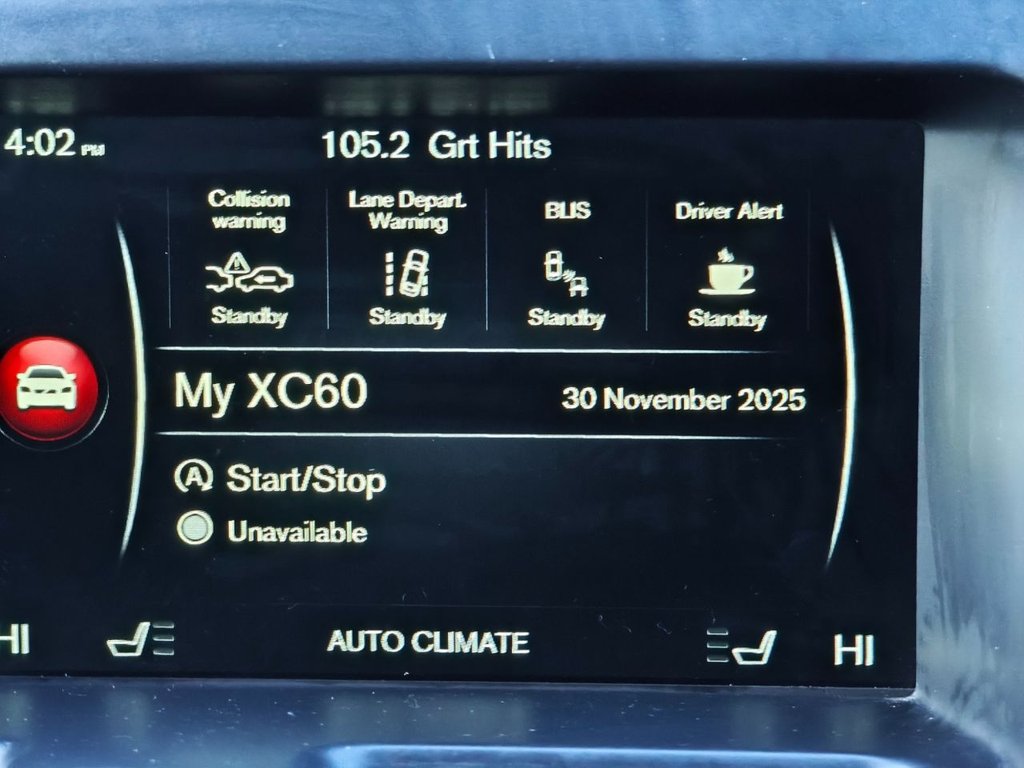 4:02 PM
105.2 Grt Hits
Collision
warning
Standby
Lane Depart.
Warning
Standby
BLIS
Standby
Driver Alert
Standby
My XC60
30 November 2025
A Start/Stop
Unavailable
HI
AUTO CLIMATE
HI